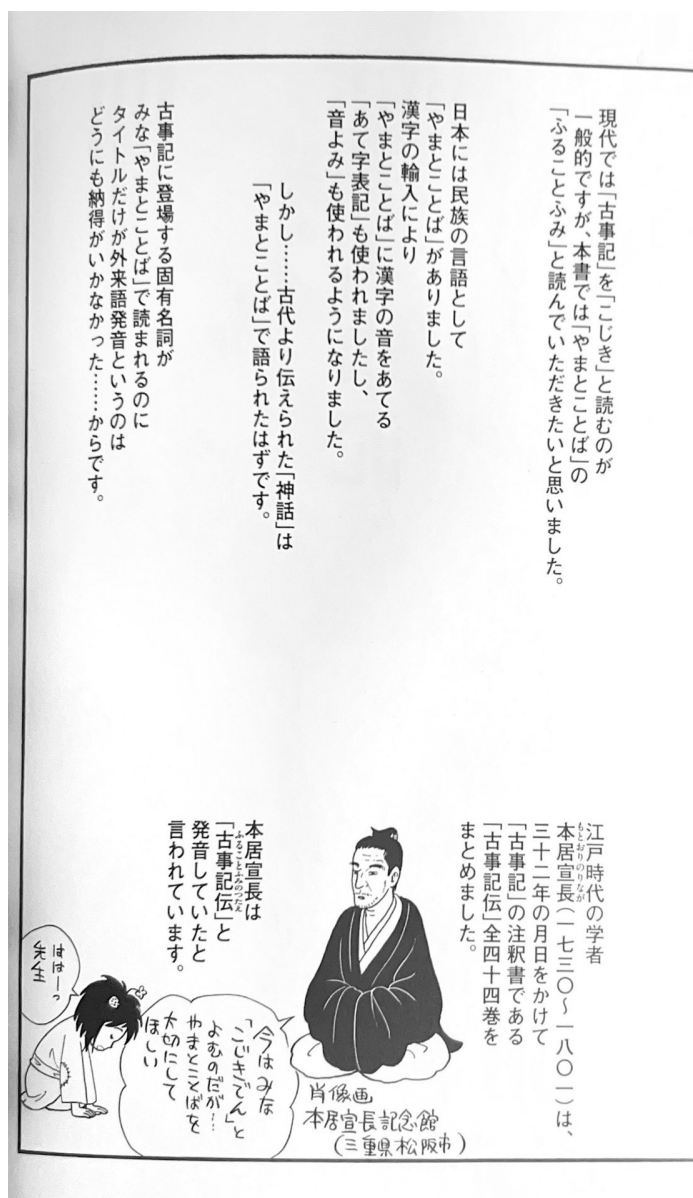 現代では「古事記」を「こじき」と読むのが
一般的ですが、本書では「やまとことば」の
「ふることふみ」と読んでいただきたいと思いました。
日本には民族の言語として
「やまとことば」がありました。
漢字の輸入により
「やまとことば」に漢字の音をあてる
「あて字表記」も使われましたし、
「音よみ」も使われるようになりました。
しかし……古代より伝えられた「神話」は
「やまとことば」で語られたはずです。
古事記に登場する固有名詞が
みな「やまとことば」で読まれるのに
タイトルだけが外来語発音というのは
どうにも納得がいかなかった……からです。
江戸時代の学者
本居宣長(一七三〇〜一八〇一)は、
もとおりのりなが
三十二年の月日をかけて
「古事記」の注釈書である
「古事記伝」全四十四巻を
まとめました。
肖像画
本居宣長記念館
(三重県松阪市)
本居宣長は
「古事記伝」と
ふることふみのつたえ
発音していたと
言われています。
今はみな
「こじきでん」と
よむのだが…
やまとことばを
大切にして
ほしい
ははーっ
先生